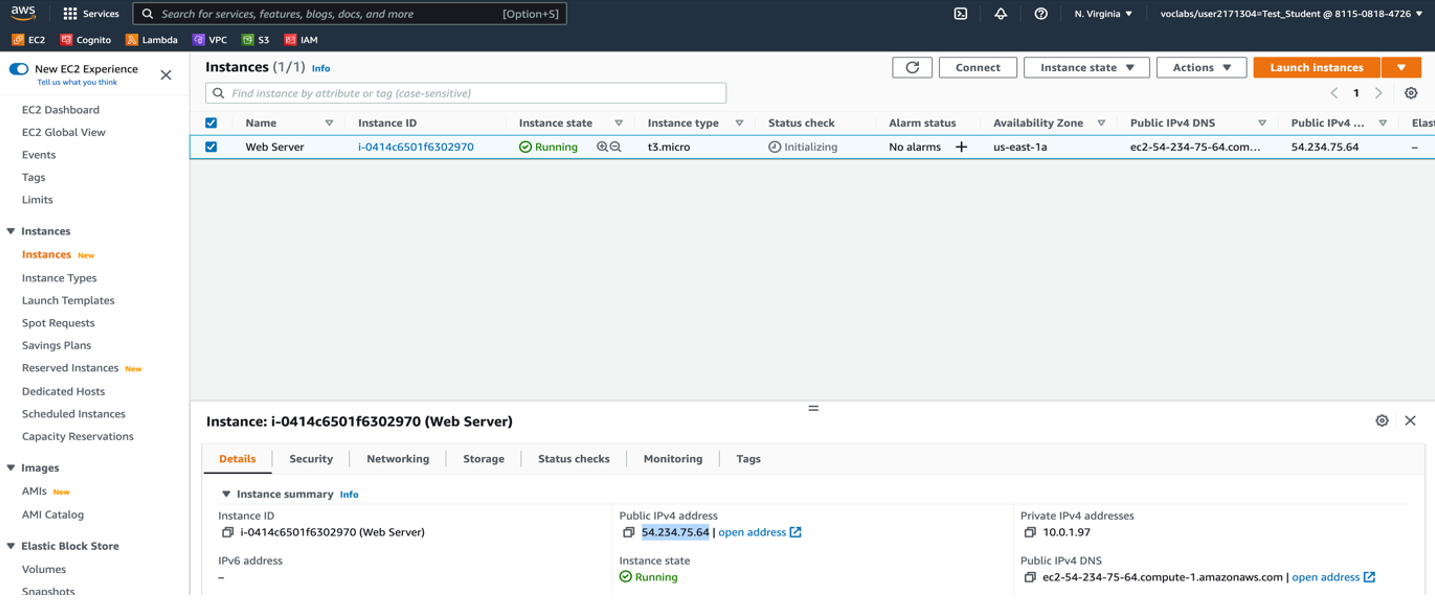 aws
Services
Search for services, features, blogs, docs, and more
[Option+S]
N. Virginia
voclabs/user2171304=Test_Student @ 8115-0818-4726
EC2
Cognito
Lambda
VPC
S3
IAM
New EC2 Experience
Tell us what you think
EC2 Dashboard
EC2 Global View
Events
Tags
Limits
Instances
Instances New
Instance Types
Launch Templates
Spot Requests
Savings Plans
Reserved Instances New
Dedicated Hosts
Scheduled Instances
Capacity Reservations
Images
AMIs New
AMI Catalog
Elastic Block Store
Volumes
Snapshots
Instances (1/1) Info
Connect
Instance state
Actions
Launch instances
Find instance by attribute or tag (case-sensitive)
1
Name
Instance ID
Instance state
Instance type
Status check
Alarm status
Availability Zone
Public IPv4 DNS
Public IPv4 ...
Elast
Web Server
i-0414c6501f6302970
Running
t3.micro
Initializing
No alarms +
us-east-1a
ec2-54-234-75-64.com...
54.234.75.64
–
Instance: i-0414c6501f6302970 (Web Server)
Details
Security
Networking
Storage
Status checks
Monitoring
Tags
Instance summary Info
Instance ID
i-0414c6501f6302970 (Web Server)
Public IPv4 address
54.234.75.64 | open address
Private IPv4 addresses
10.0.1.97
IPv6 address
–
Instance state
Running
Public IPv4 DNS
ec2-54-234-75-64.compute-1.amazonaws.com | open address